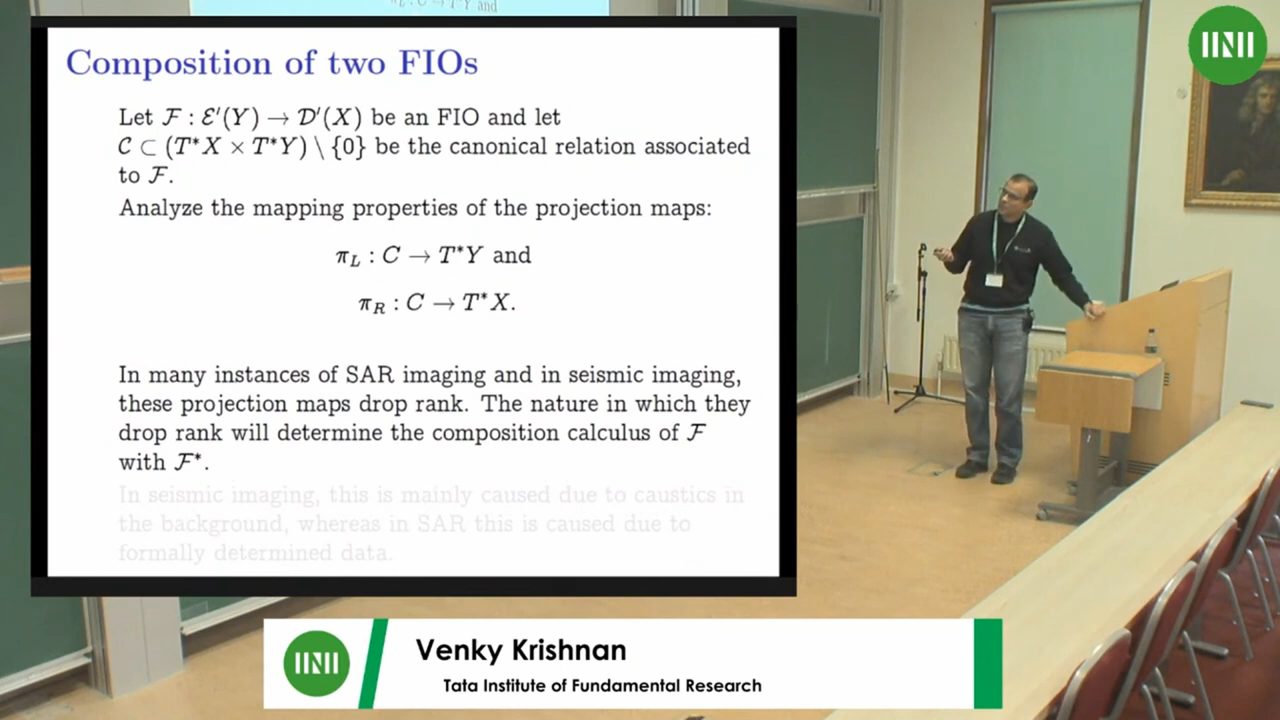 π_L : C → T*Y and
Composition of two FIOs
Let 𝓕 : 𝓔′(Y) → 𝓓′(X) be an FIO and let
𝓒 ⊂ (T*X × T*Y) \ {0} be the canonical relation associated
to 𝓕.
Analyze the mapping properties of the projection maps:
π_L : C → T*Y and
π_R : C → T*X.
In many instances of SAR imaging and in seismic imaging,
these projection maps drop rank. The nature in which they
drop rank will determine the composition calculus of 𝓕
with 𝓕*.
In seismic imaging, this is mainly caused due to caustics in
the background, whereas in SAR this is caused due to
formally determined data.
Venky Krishnan
Tata Institute of Fundamental Research